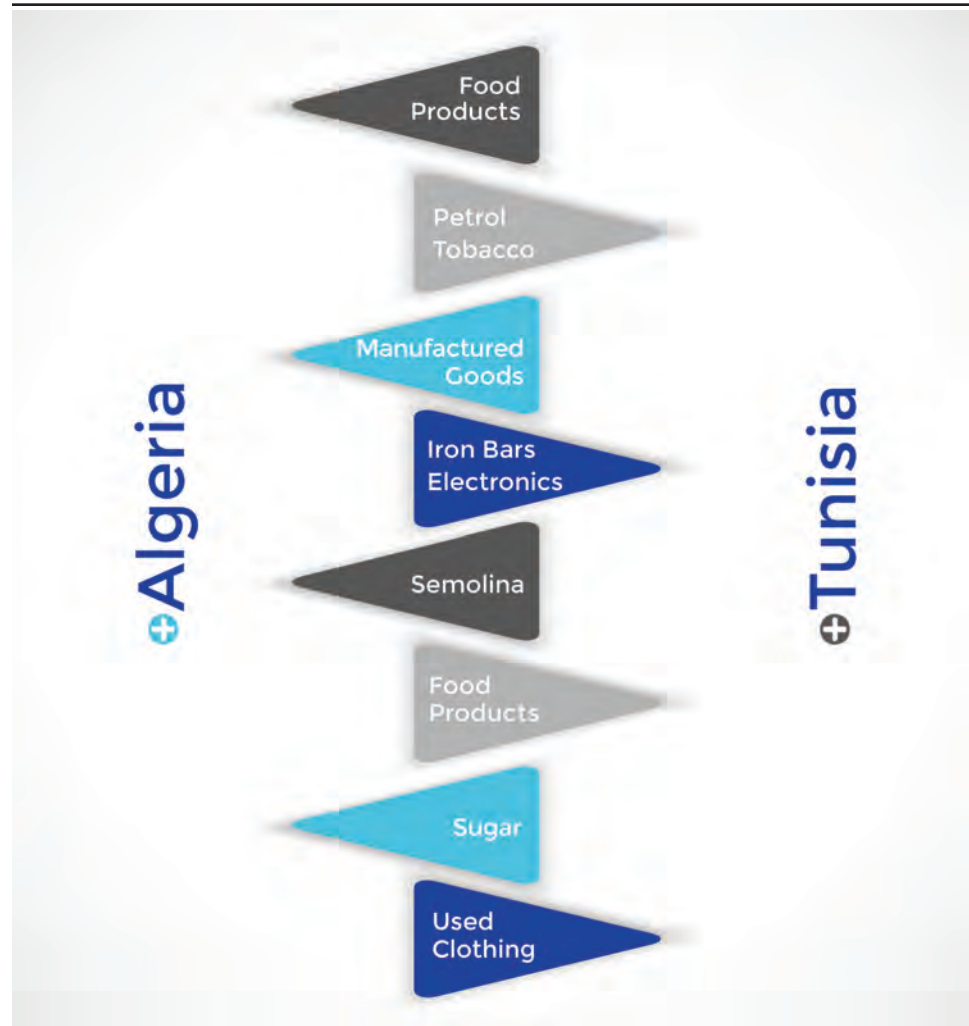 Food
Products
Petrol
Tobacco
Manufactured
Goods
Iron Bars
Electronics
Semolina
Food
Products
Sugar
Used
Clothing
Algeria
Tunisia